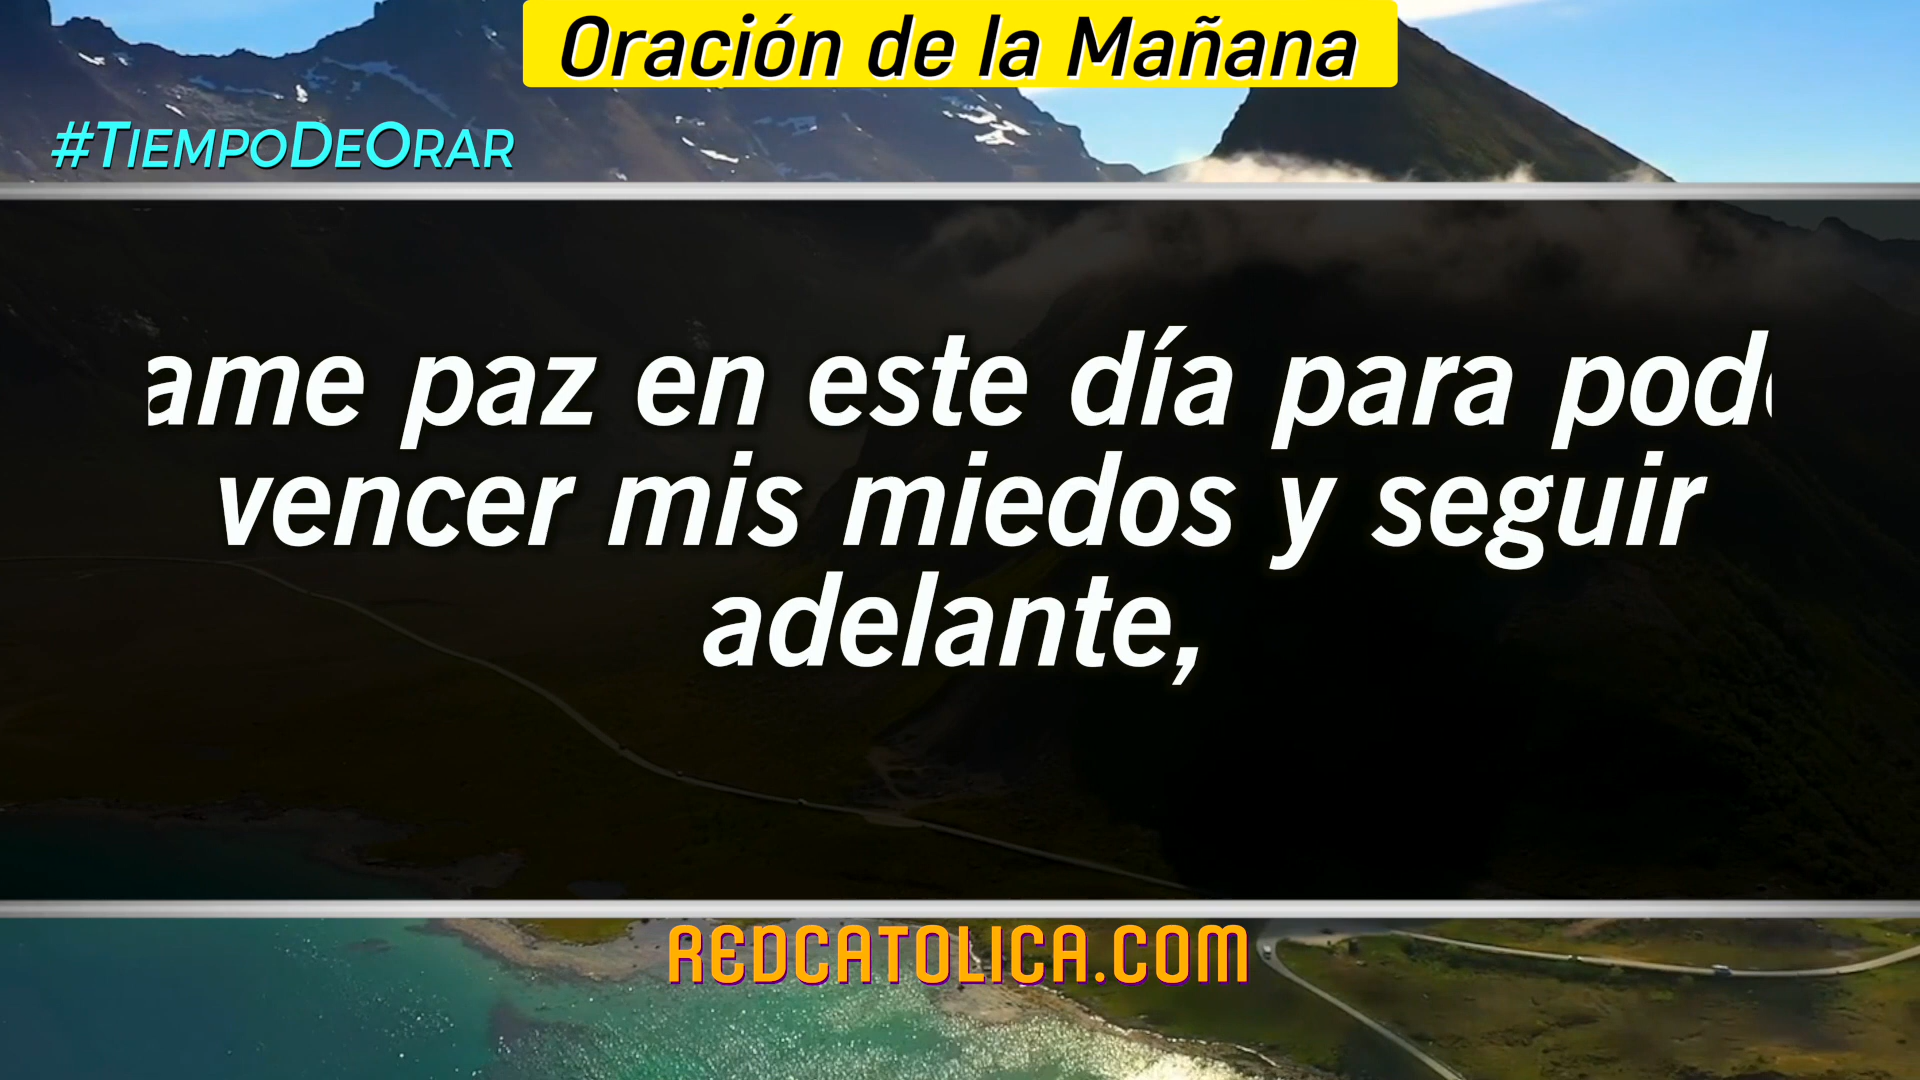 Oración de la Mañana
#TiempoDeOrar
ame paz en este día para pod
vencer mis miedos y seguir
adelante,
REDCATOLICA.COM